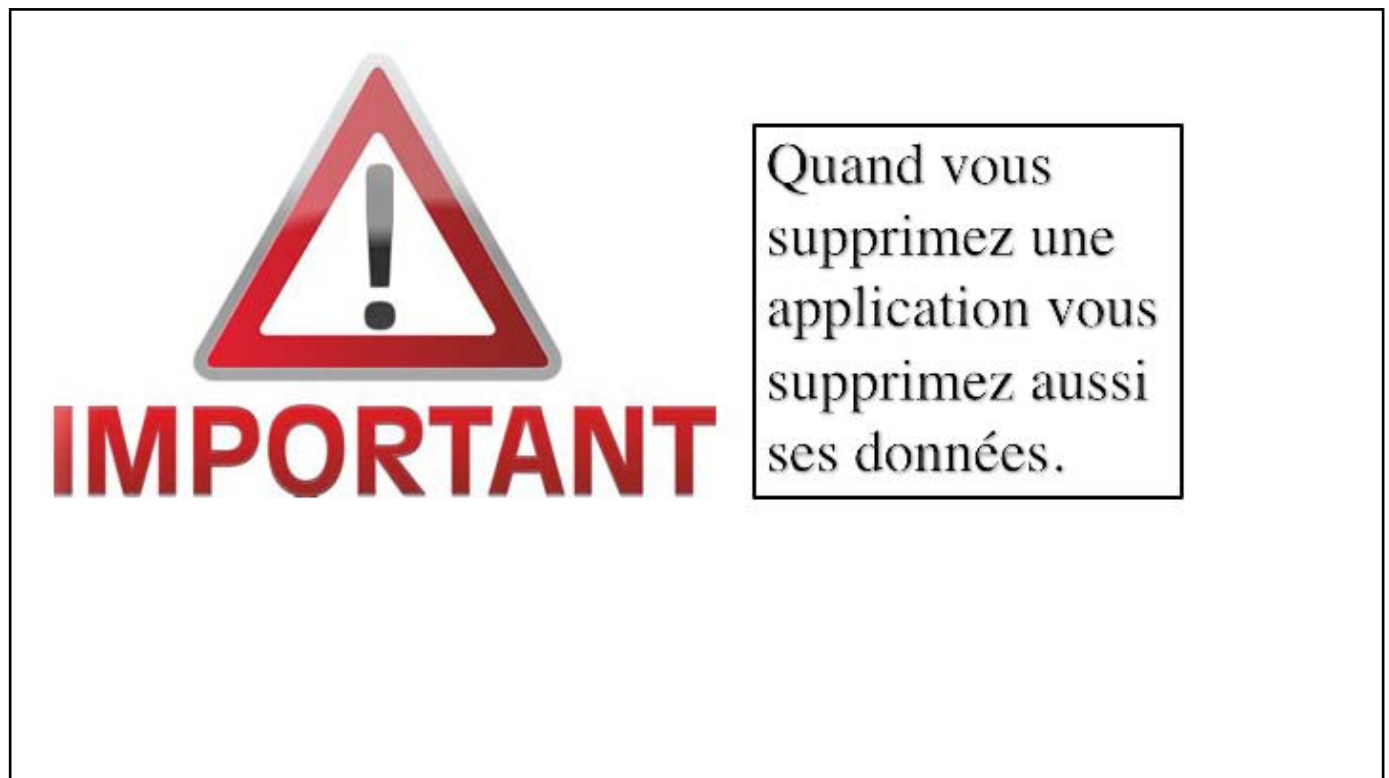 IMPORTANT
Quand vous
supprimez une
application vous
supprimez aussi
ses données.